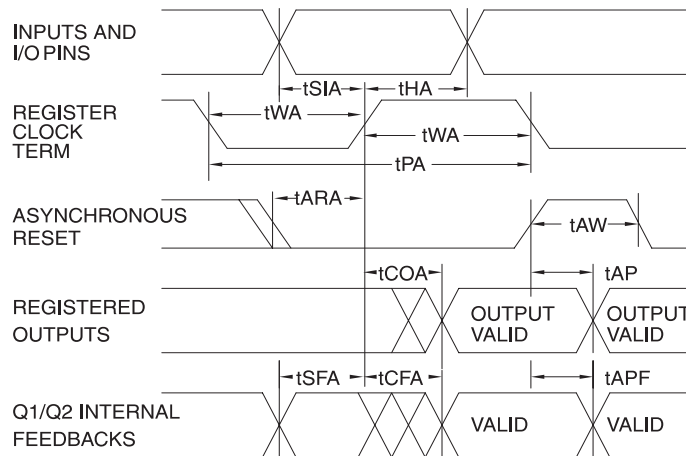 INPUTS AND
I/O PINS
tSIA
tHA
REGISTER
CLOCK
TERM
tWA
tWA
tPA
ASYNCHRONOUS
RESET
tARA
tAW
REGISTERED
OUTPUTS
tCOA
tAP
OUTPUT
VALID
OUTPUT
VALID
Q1/Q2 INTERNAL
FEEDBACKS
tSFA
tCFA
tAPF
VALID
VALID